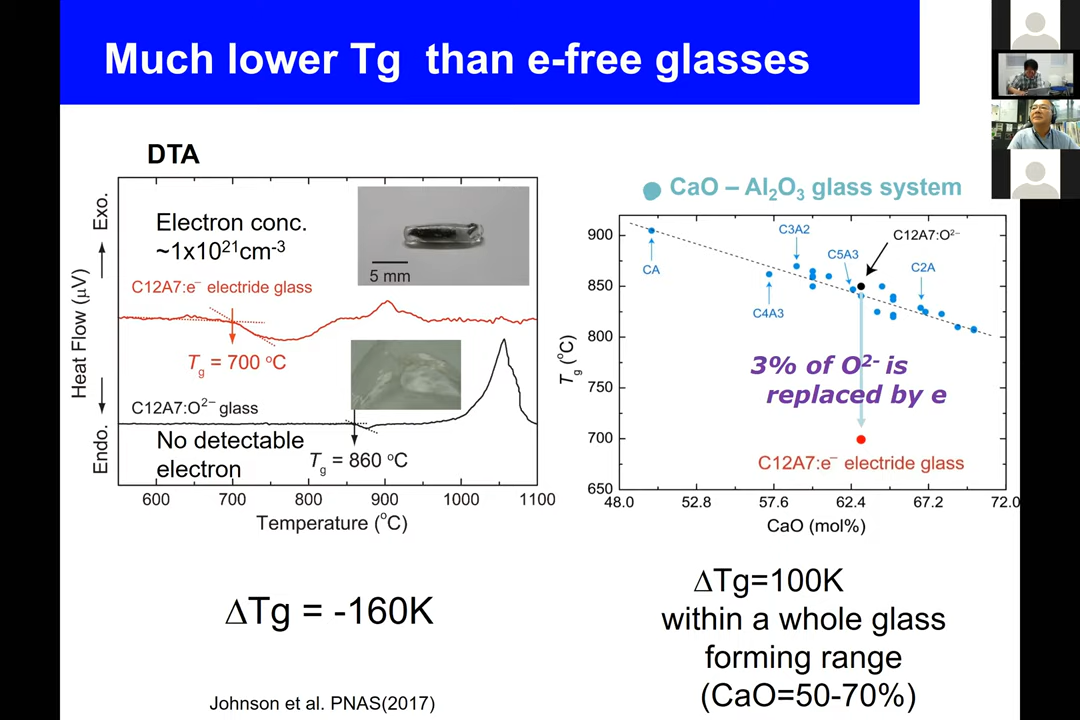 Much lower Tg than e-free glasses
DTA
Exo.
Heat Flow (μV)
Endo.
Electron conc.
~1x10²¹cm⁻³
5 mm
C12A7:e⁻ electride glass
Tg = 700 °C
C12A7:O²⁻ glass
No detectable
electron
Tg = 860 °C
600 700 800 900 1000 1100
Temperature (°C)
ΔTg = -160K
Johnson et al. PNAS(2017)
CaO – Al₂O₃ glass system
900
850
800
750
700
650
Tg (°C)
CA
C4A3
C3A2
C5A3
C12A7:O²⁻
C2A
3% of O²⁻ is
replaced by e
C12A7:e⁻ electride glass
48.0 52.8 57.6 62.4 67.2 72.0
CaO (mol%)
ΔTg=100K
within a whole glass
forming range
(CaO=50-70%)